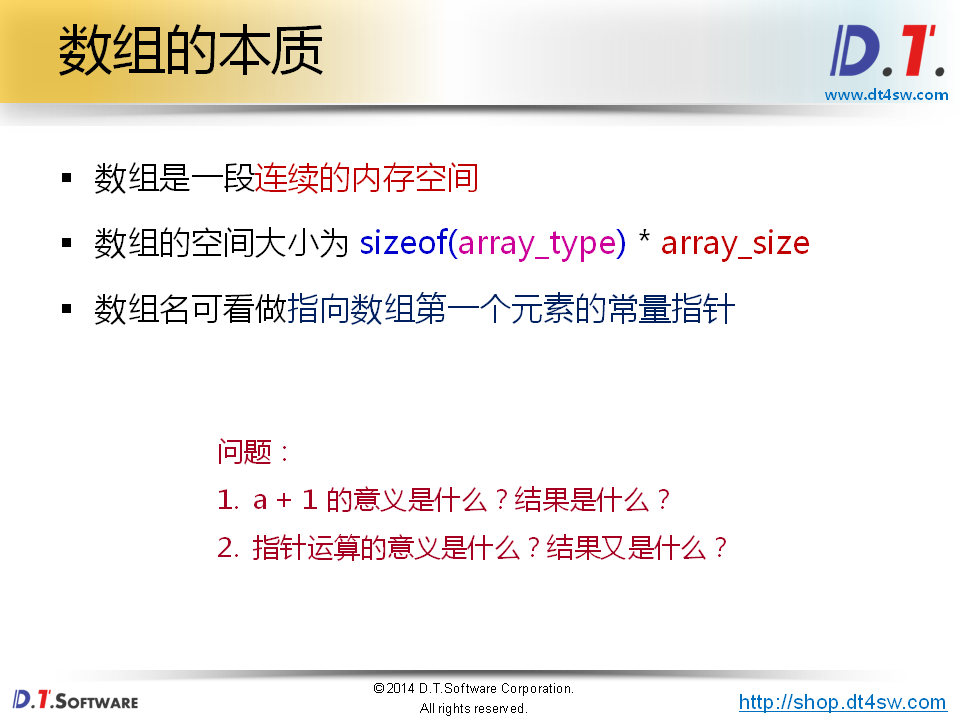 数组的本质
D.T.
www.dt4sw.com
▪ 数组是一段连续的内存空间
▪ 数组的空间大小为 sizeof(array_type) * array_size
▪ 数组名可看做指向数组第一个元素的常量指针
问题：
1. a + 1 的意义是什么？结果是什么？
2. 指针运算的意义是什么？结果又是什么？
D.T.SOFTWARE
©2014 D.T.Software Corporation.
All rights reserved.
http://shop.dt4sw.com